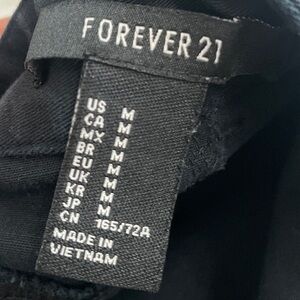 FOREVER 21
US M
CA M
MX M
BR M
EU M
UK M
KR M
JP M
CN 165/72A
MADE IN
VIETNAM